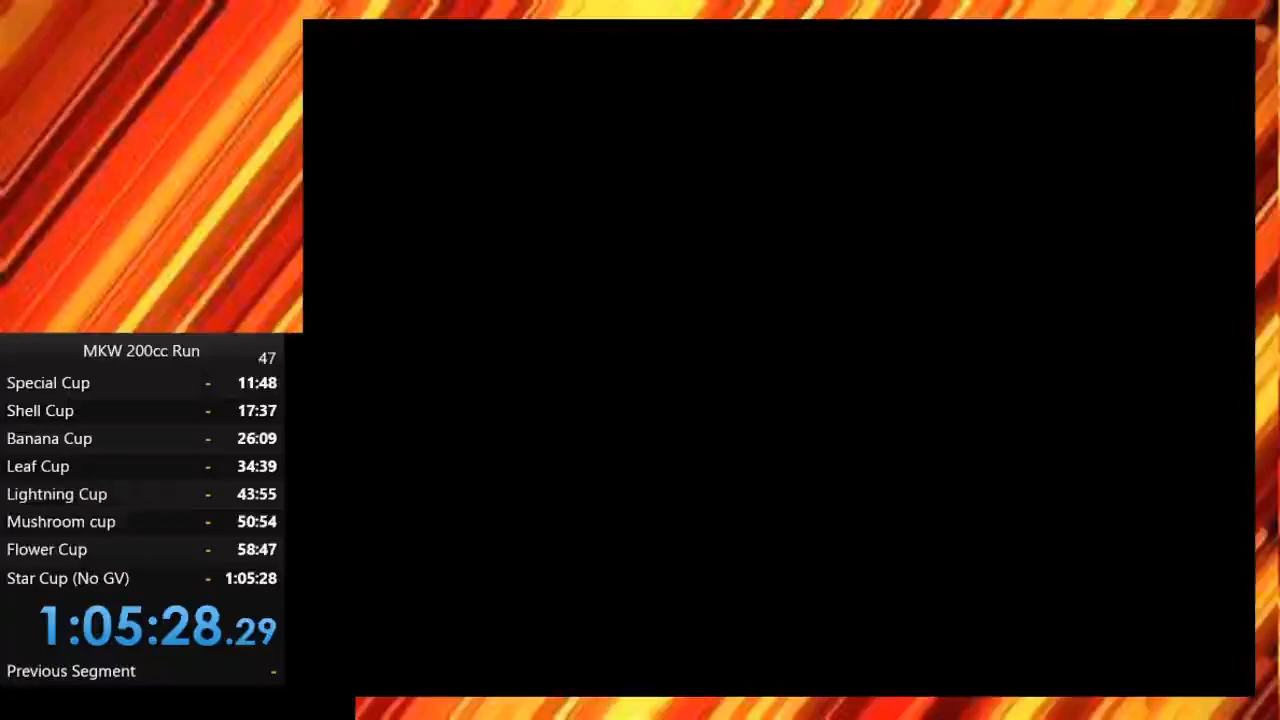 MKW 200cc Run
47
Special Cup - 11:48
Shell Cup - 17:37
Banana Cup - 26:09
Leaf Cup - 34:39
Lightning Cup - 43:55
Mushroom cup - 50:54
Flower Cup - 58:47
Star Cup (No GV) - 1:05:28
1:05:28.29
Previous Segment -